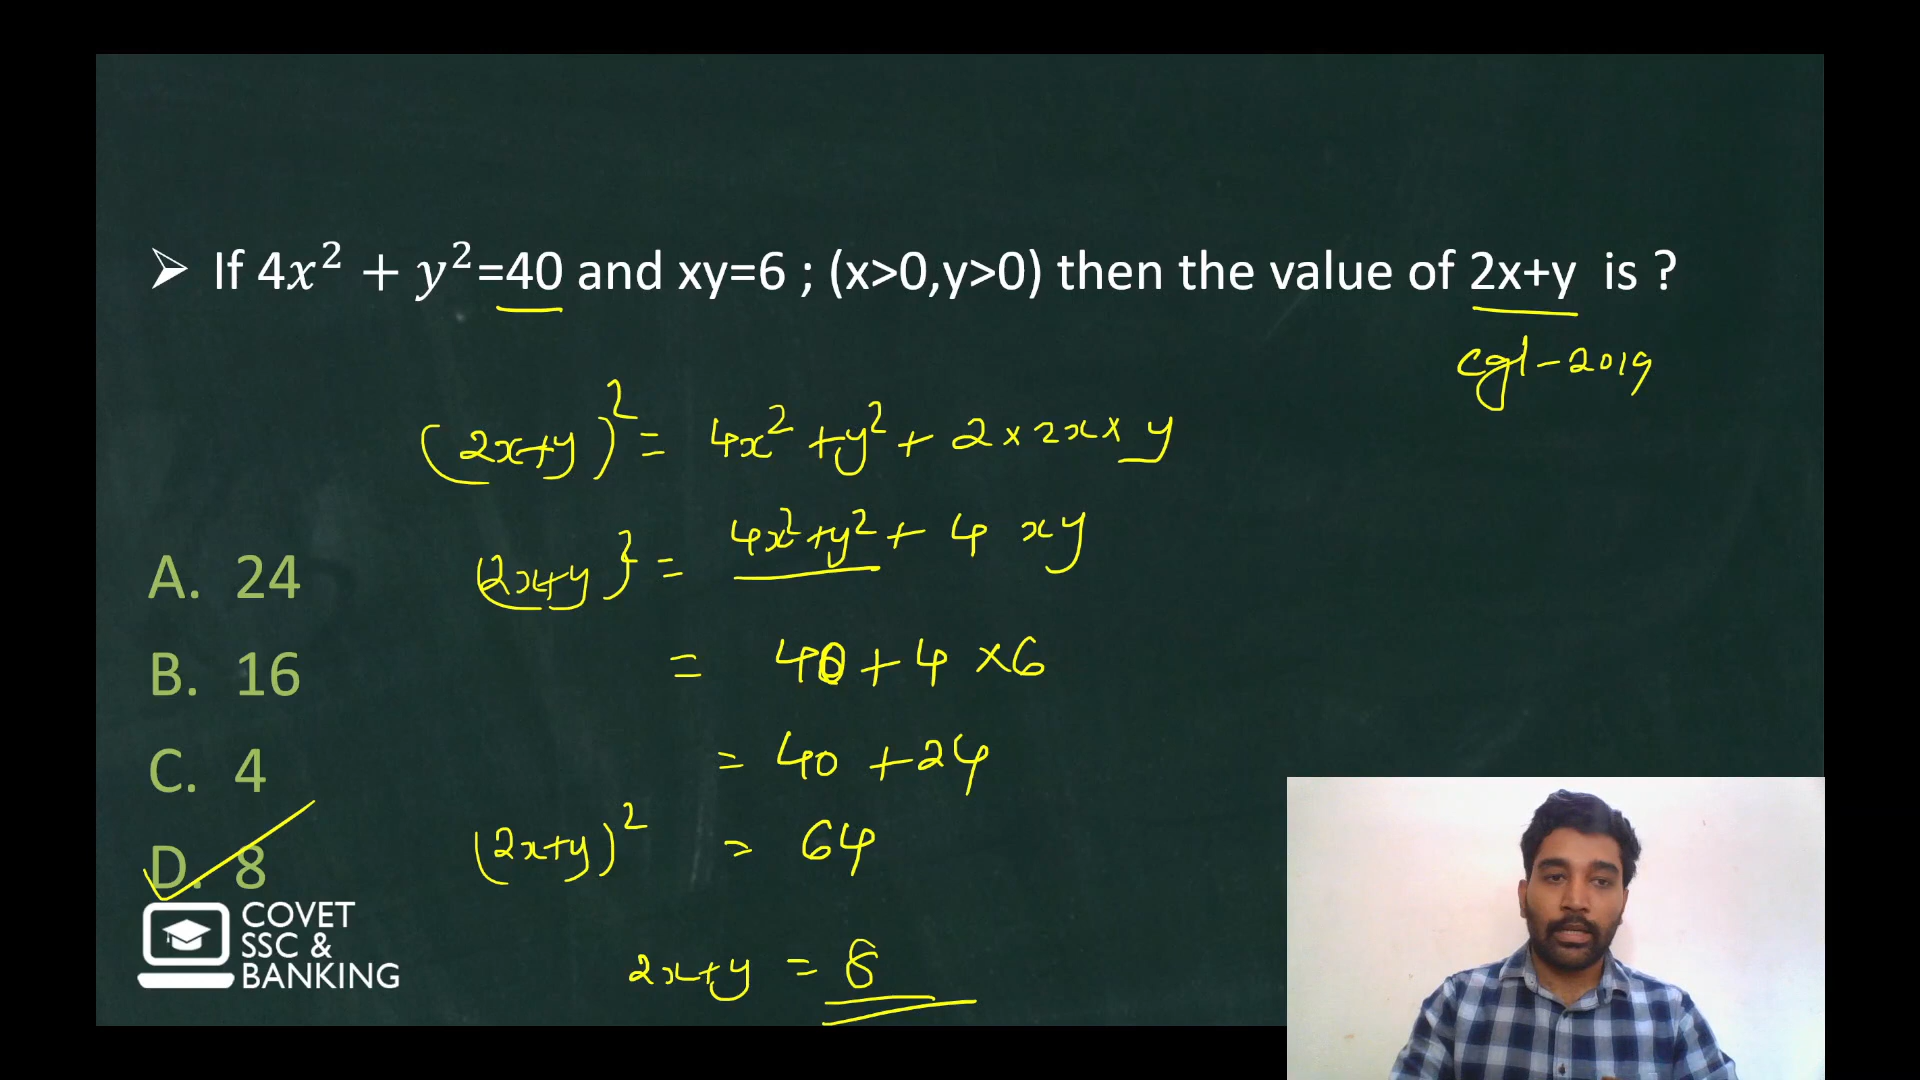 ➢ If 4x² + y²=40 and xy=6 ; (x>0,y>0) then the value of 2x+y is ?
cgl-2019
(2x+y)² = 4x² + y² + 2 × 2x × y
(2x+y}² = 4x² + y² + 4 xy
= 40 + 4 × 6
= 40 + 24
(2x+y)² = 64
2x+y = 8
A. 24
B. 16
C. 4
D. 8
COVET
SSC &
BANKING